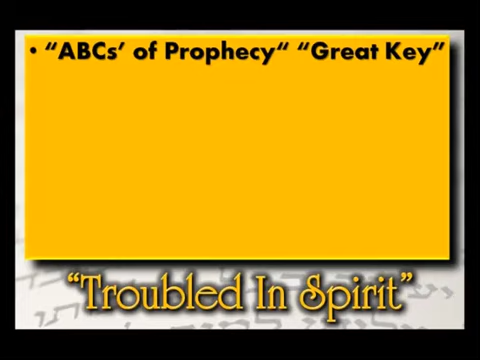 • “ABCs’ of Prophecy“ “Great Key”
“Troubled In Spirit”